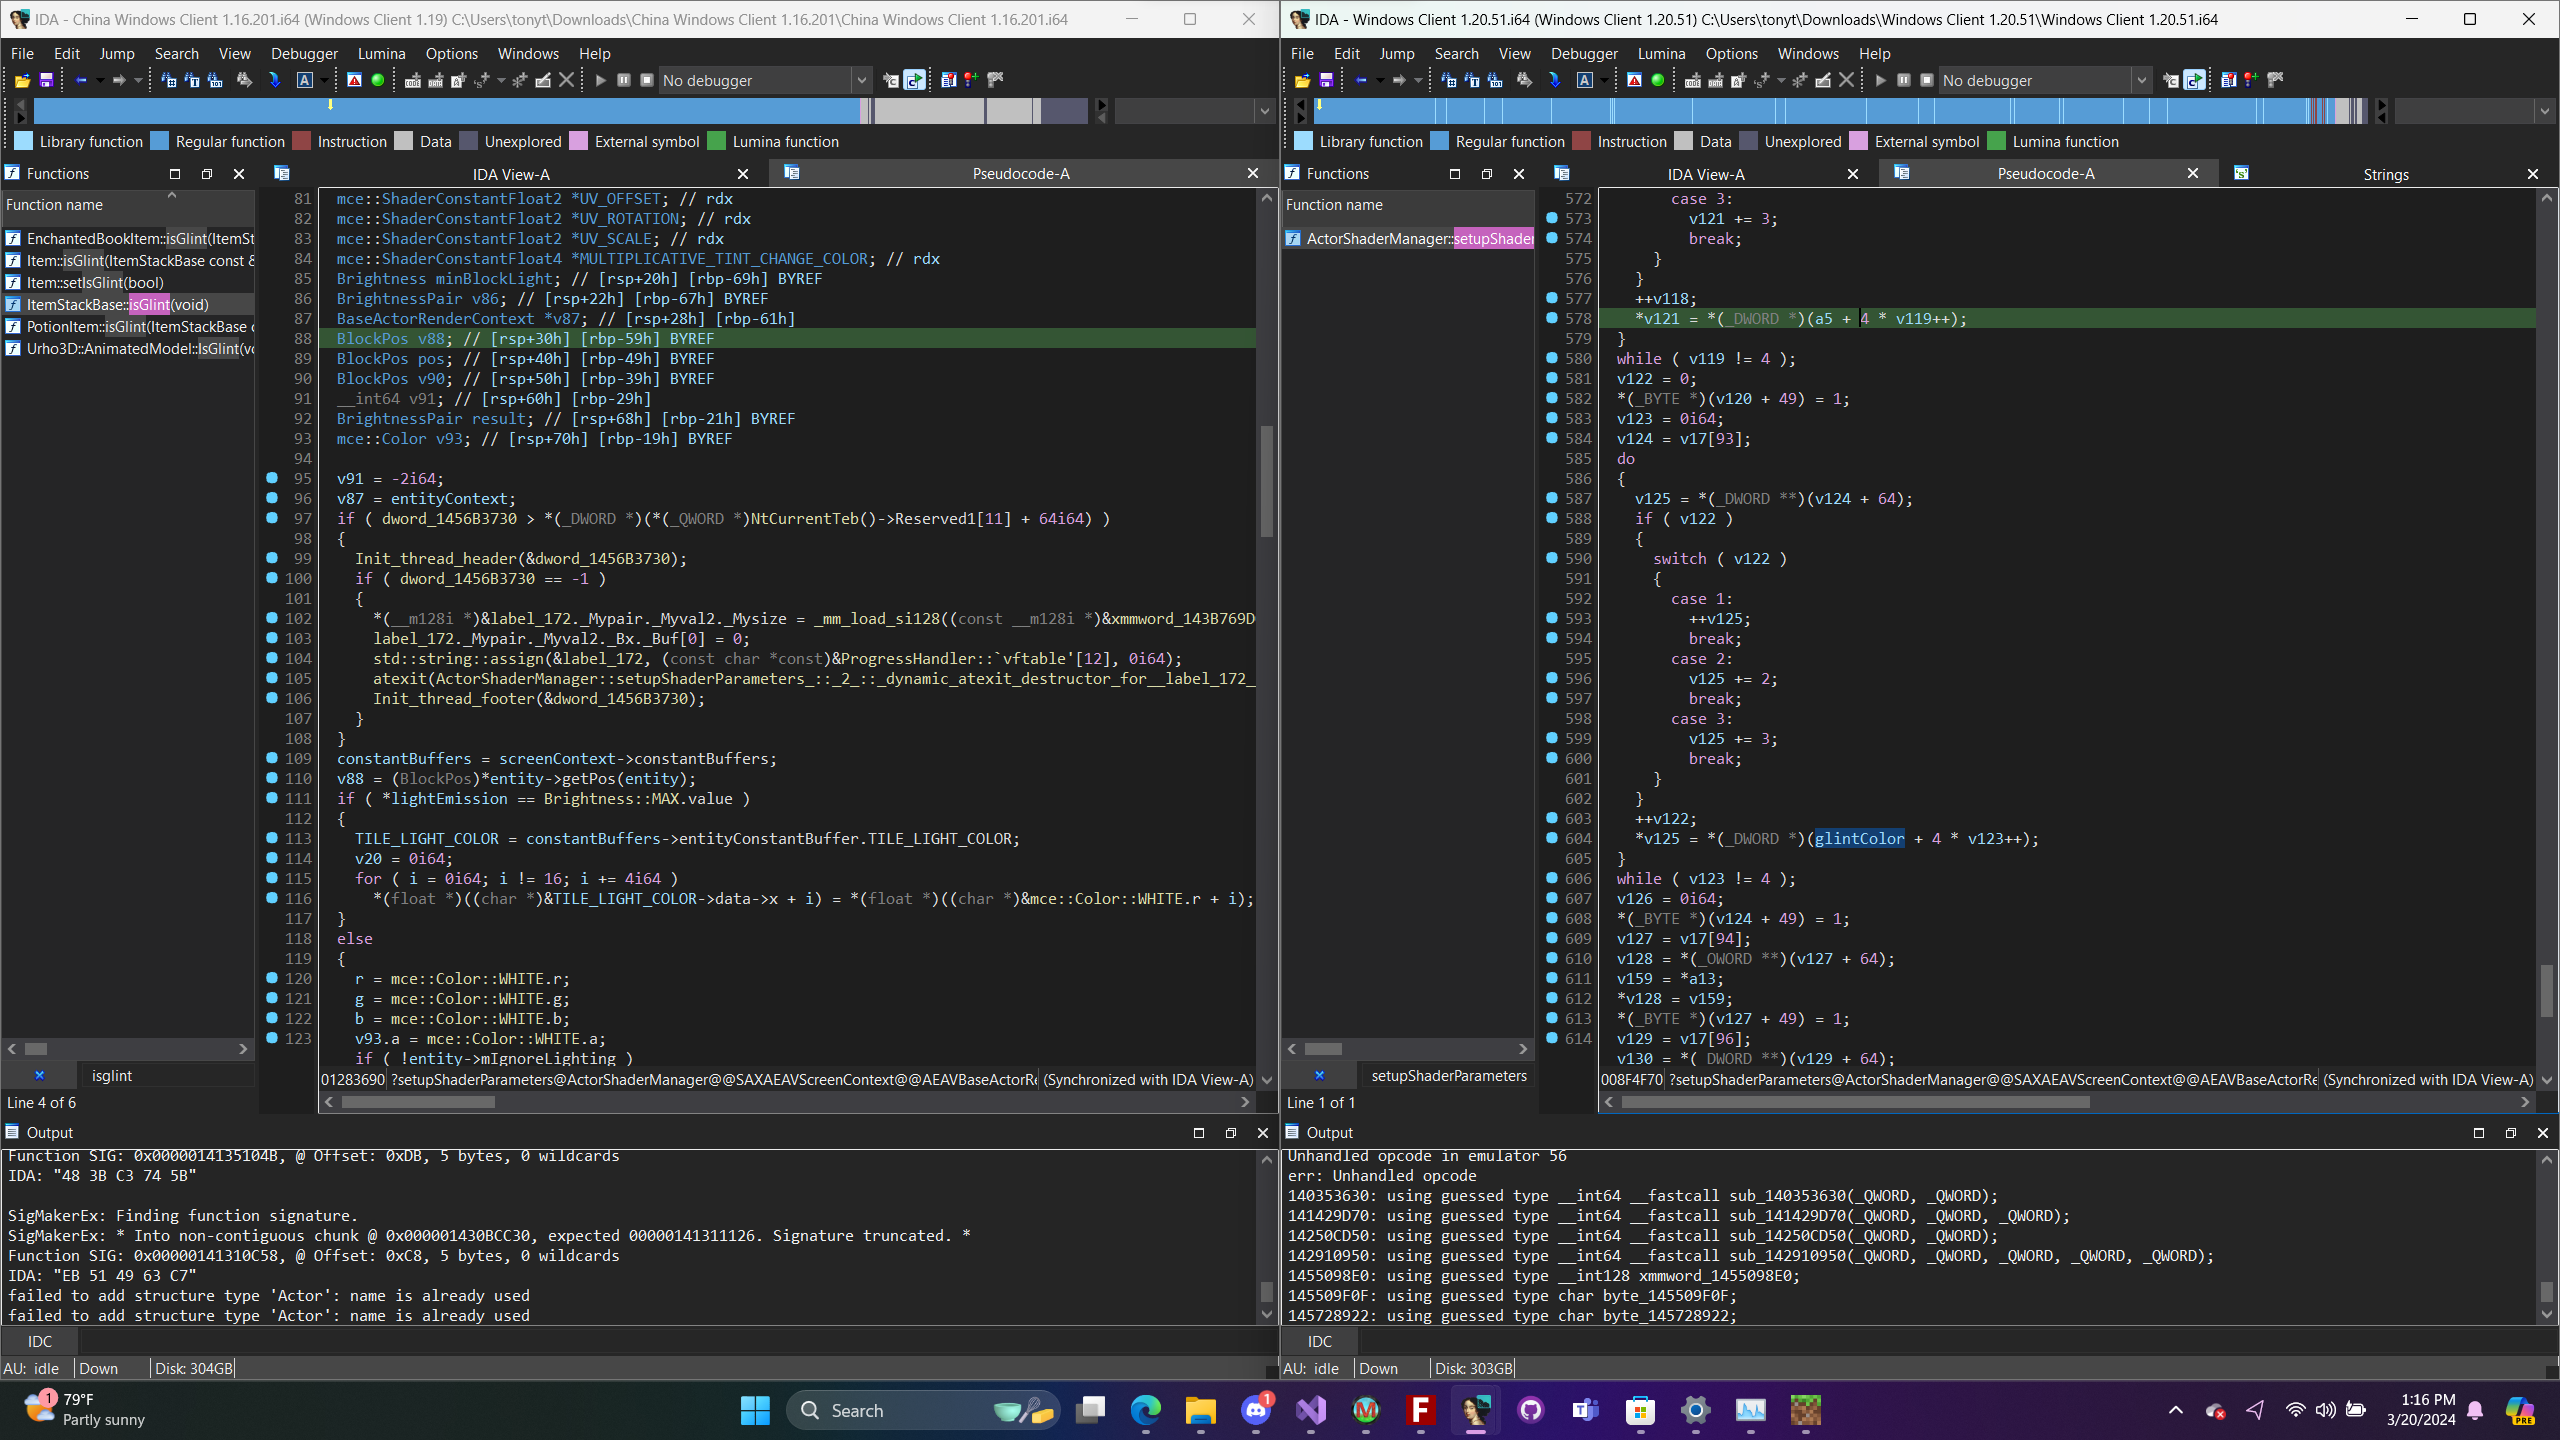 IDA - China Windows Client 1.16.201.i64 (Windows Client 1.19) C:\Users\tonyt\Downloads\China Windows Client 1.16.201\China Windows Client 1.16.201.i64
File Edit Jump Search View Debugger Lumina Options Windows Help
No debugger
Library function Regular function Instruction Data Unexplored External symbol Lumina function
Functions
IDA View-A
Pseudocode-A
Function name
EnchantedBookItem::isGlint(ItemSt
Item::isGlint(ItemStackBase const &
Item::setIsGlint(bool)
ItemStackBase::isGlint(void)
PotionItem::isGlint(ItemStackBase c
Urho3D::AnimatedModel::IsGlint(vo
isglint
Line 4 of 6
81 mce::ShaderConstantFloat2 *UV_OFFSET; // rdx
82 mce::ShaderConstantFloat2 *UV_ROTATION; // rdx
83 mce::ShaderConstantFloat2 *UV_SCALE; // rdx
84 mce::ShaderConstantFloat4 *MULTIPLICATIVE_TINT_CHANGE_COLOR; // rdx
85 Brightness minBlockLight; // [rsp+20h] [rbp-69h] BYREF
86 BrightnessPair v86; // [rsp+22h] [rbp-67h] BYREF
87 BaseActorRenderContext *v87; // [rsp+28h] [rbp-61h]
88 BlockPos v88; // [rsp+30h] [rbp-59h] BYREF
89 BlockPos pos; // [rsp+40h] [rbp-49h] BYREF
90 BlockPos v90; // [rsp+50h] [rbp-39h] BYREF
91 __int64 v91; // [rsp+60h] [rbp-29h]
92 BrightnessPair result; // [rsp+68h] [rbp-21h] BYREF
93 mce::Color v93; // [rsp+70h] [rbp-19h] BYREF
94
95 v91 = -2i64;
96 v87 = entityContext;
97 if ( dword_1456B3730 > *(_DWORD *)(*(_QWORD *)NtCurrentTeb()->Reserved1[11] + 64i64) )
98 {
99 Init_thread_header(&dword_1456B3730);
100 if ( dword_1456B3730 == -1 )
101 {
102 *(__m128i *)&label_172._Mypair._Myval2._Mysize = _mm_load_si128((const __m128i *)&xmmword_143B769D
103 label_172._Mypair._Myval2._Bx._Buf[0] = 0;
104 std::string::assign(&label_172, (const char *const)&ProgressHandler::`vftable'[12], 0i64);
105 atexit(ActorShaderManager::setupShaderParameters_::_2_::_dynamic_atexit_destructor_for__label_172_
106 Init_thread_footer(&dword_1456B3730);
107 }
108 }
109 constantBuffers = screenContext->constantBuffers;
110 v88 = (BlockPos)*entity->getPos(entity);
111 if ( *lightEmission == Brightness::MAX.value )
112 {
113 TILE_LIGHT_COLOR = constantBuffers->entityConstantBuffer.TILE_LIGHT_COLOR;
114 v20 = 0i64;
115 for ( i = 0i64; i != 16; i += 4i64 )
116 *(float *)((char *)&TILE_LIGHT_COLOR->data->x + i) = *(float *)((char *)&mce::Color::WHITE.r + i);
117 }
118 else
119 {
120 r = mce::Color::WHITE.r;
121 g = mce::Color::WHITE.g;
122 b = mce::Color::WHITE.b;
123 v93.a = mce::Color::WHITE.a;
if ( !entity->mIgnoreLighting )
01283690 ?setupShaderParameters@ActorShaderManager@@SAXAEAVScreenContext@@AEAVBaseActorRe (Synchronized with IDA View-A)
Output
Function SIG: 0x0000014135104B, @ Offset: 0xDB, 5 bytes, 0 wildcards
IDA: "48 3B C3 74 5B"
SigMakerEx: Finding function signature.
SigMakerEx: * Into non-contiguous chunk @ 0x000001430BCC30, expected 00000141311126. Signature truncated. *
Function SIG: 0x00000141310C58, @ Offset: 0xC8, 5 bytes, 0 wildcards
IDA: "EB 51 49 63 C7"
failed to add structure type 'Actor': name is already used
failed to add structure type 'Actor': name is already used
IDC
AU: idle Down Disk: 304GB
IDA - Windows Client 1.20.51.i64 (Windows Client 1.20.51) C:\Users\tonyt\Downloads\Windows Client 1.20.51\Windows Client 1.20.51.i64
File Edit Jump Search View Debugger Lumina Options Windows Help
No debugger
Library function Regular function Instruction Data Unexplored External symbol Lumina function
Functions
IDA View-A
Pseudocode-A
Strings
Function name
ActorShaderManager::setupShader
setupShaderParameters
Line 1 of 1
572 case 3:
573 v121 += 3;
574 break;
575 }
576 }
577 ++v118;
578 *v121 = *(_DWORD *)(a5 + 4 * v119++);
579 }
580 while ( v119 != 4 );
581 v122 = 0;
582 *(_BYTE *)(v120 + 49) = 1;
583 v123 = 0i64;
584 v124 = v17[93];
585 do
586 {
587 v125 = *(_DWORD **)(v124 + 64);
588 if ( v122 )
589 {
590 switch ( v122 )
591 {
592 case 1:
593 ++v125;
594 break;
595 case 2:
596 v125 += 2;
597 break;
598 case 3:
599 v125 += 3;
600 break;
601 }
602 }
603 ++v122;
604 *v125 = *(_DWORD *)(glintColor + 4 * v123++);
605 }
606 while ( v123 != 4 );
607 v126 = 0i64;
608 *(_BYTE *)(v124 + 49) = 1;
609 v127 = v17[94];
610 v128 = *(_OWORD **)(v127 + 64);
611 v159 = *a13;
612 *v128 = v159;
613 *(_BYTE *)(v127 + 49) = 1;
614 v129 = v17[96];
v130 = *(_DWORD **)(v129 + 64);
008F4F70 ?setupShaderParameters@ActorShaderManager@@SAXAEAVScreenContext@@AEAVBaseActorRe (Synchronized with IDA View-A)
Output
Unhandled opcode in emulator 56
err: Unhandled opcode
140353630: using guessed type __int64 __fastcall sub_140353630(_QWORD, _QWORD);
141429D70: using guessed type __int64 __fastcall sub_141429D70(_QWORD, _QWORD, _QWORD);
14250CD50: using guessed type __int64 __fastcall sub_14250CD50(_QWORD, _QWORD);
142910950: using guessed type __int64 __fastcall sub_142910950(_QWORD, _QWORD, _QWORD, _QWORD, _QWORD);
1455098E0: using guessed type __int128 xmmword_1455098E0;
145509F0F: using guessed type char byte_145509F0F;
145728922: using guessed type char byte_145728922;
IDC
AU: idle Down Disk: 303GB
1
79°F
Partly sunny
Search
1
1:16 PM
3/20/2024
PRE